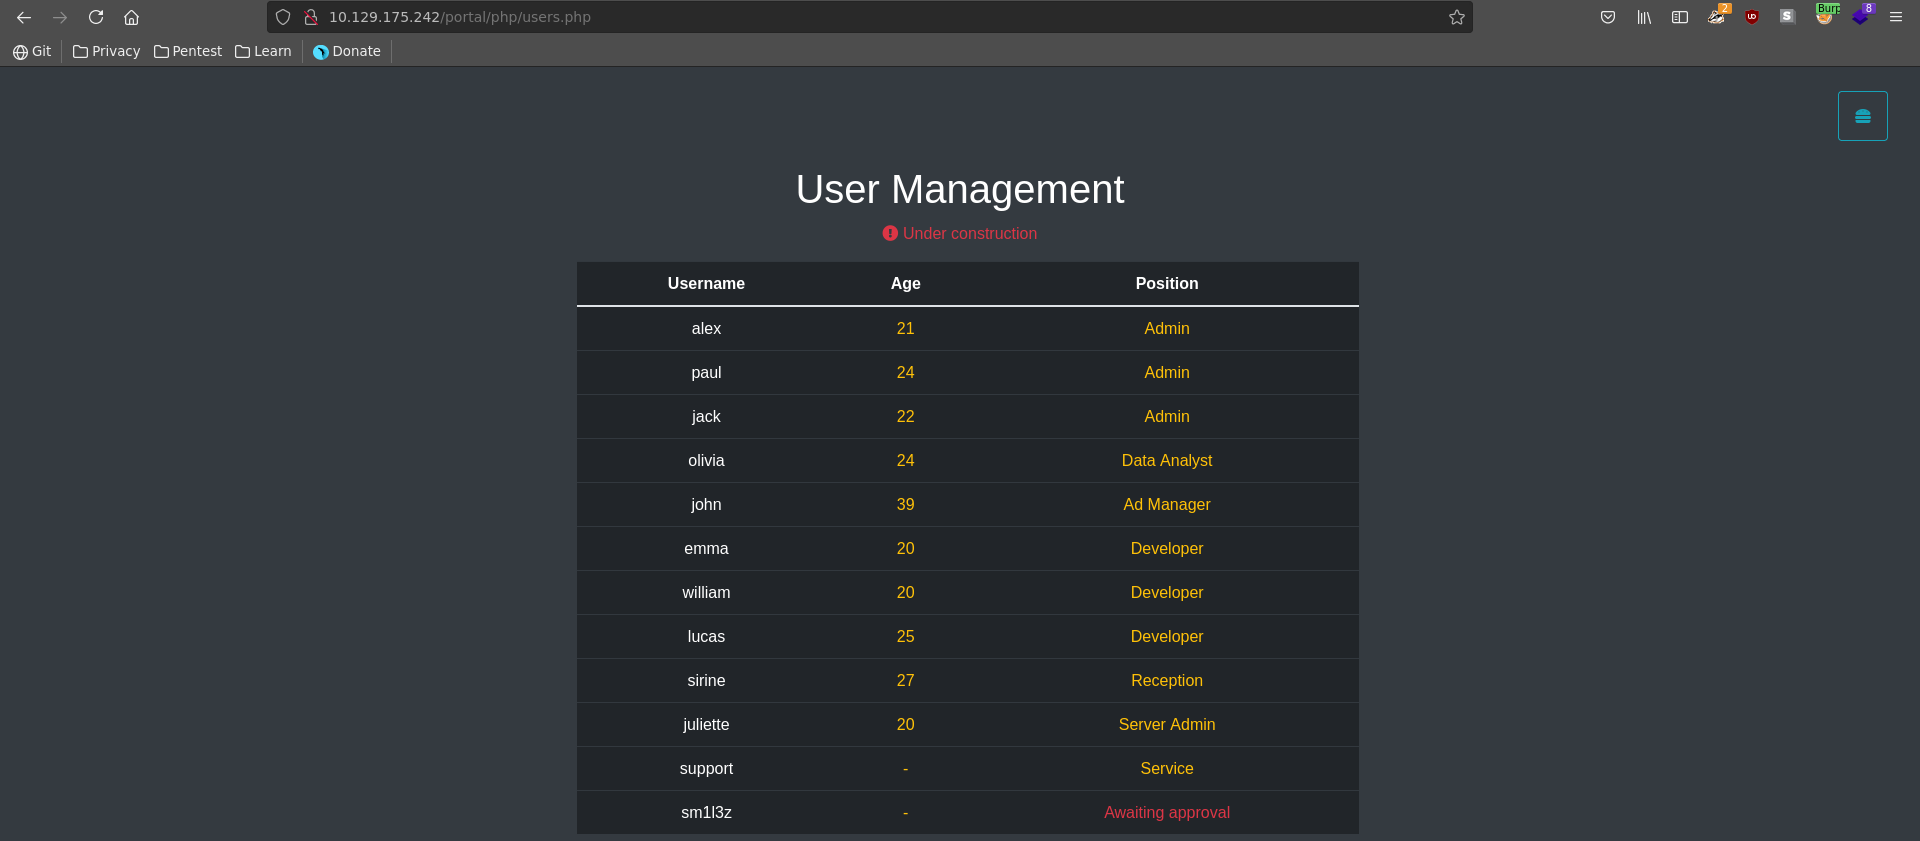 10.129.175.242/portal/php/users.php
2
UD
S
Burp
8
Git Privacy Pentest Learn Donate
User Management
Under construction
Username Age Position
alex 21 Admin
paul 24 Admin
jack 22 Admin
olivia 24 Data Analyst
john 39 Ad Manager
emma 20 Developer
william 20 Developer
lucas 25 Developer
sirine 27 Reception
juliette 20 Server Admin
support - Service
sm1l3z - Awaiting approval